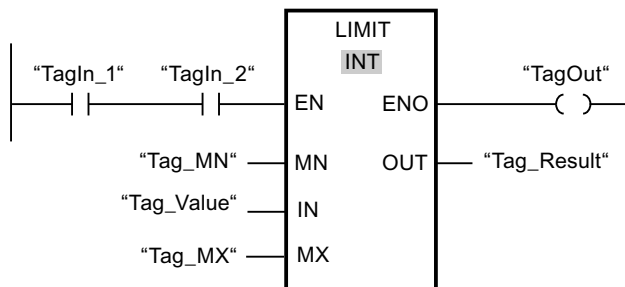 LIMIT
INT
“TagIn_1“ “TagIn_2“ “TagOut“
EN ENO
“Tag_MN“ MN OUT “Tag_Result“
“Tag_Value“ IN
“Tag_MX“ MX